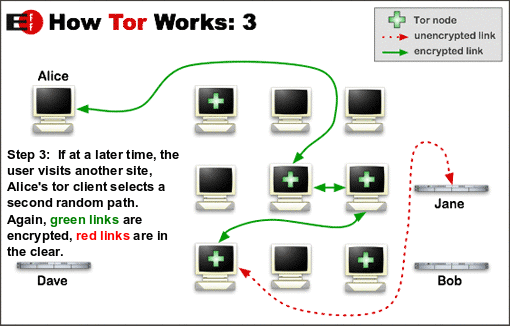 EFF How Tor Works: 3
Tor node
unencrypted link
encrypted link
Alice
Step 3: If at a later time, the
user visits another site,
Alice's tor client selects a
second random path.
Again, green links are
encrypted, red links are in
the clear.
Jane
Dave
Bob